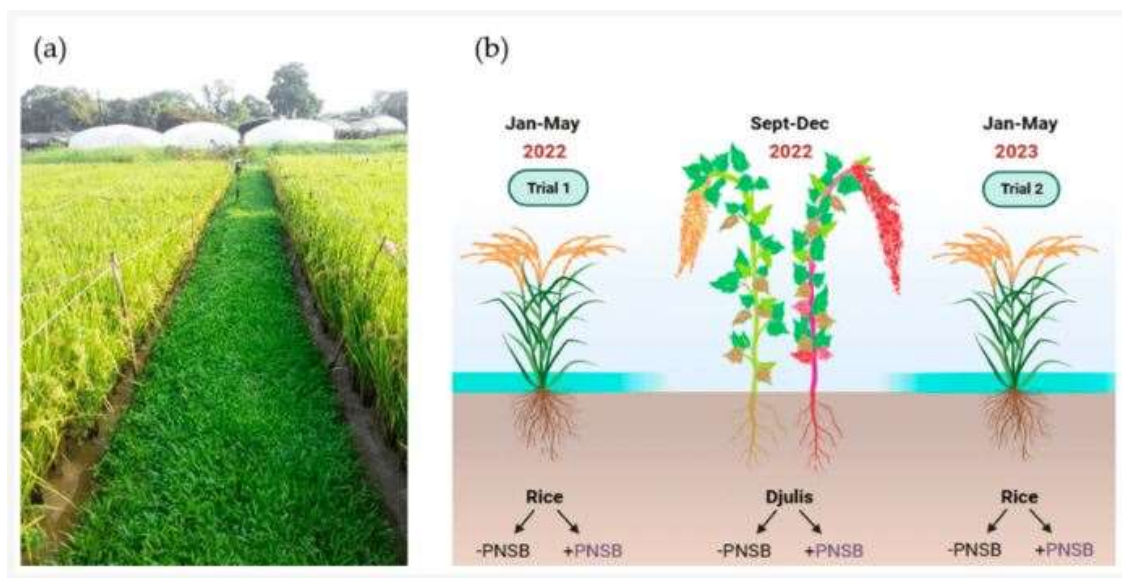 (a)
(b)
Jan-May
2022
Trial 1
Sept-Dec
2022
Jan-May
2023
Trial 2
Rice
-PNSB +PNSB
Djulis
-PNSB +PNSB
Rice
-PNSB +PNSB